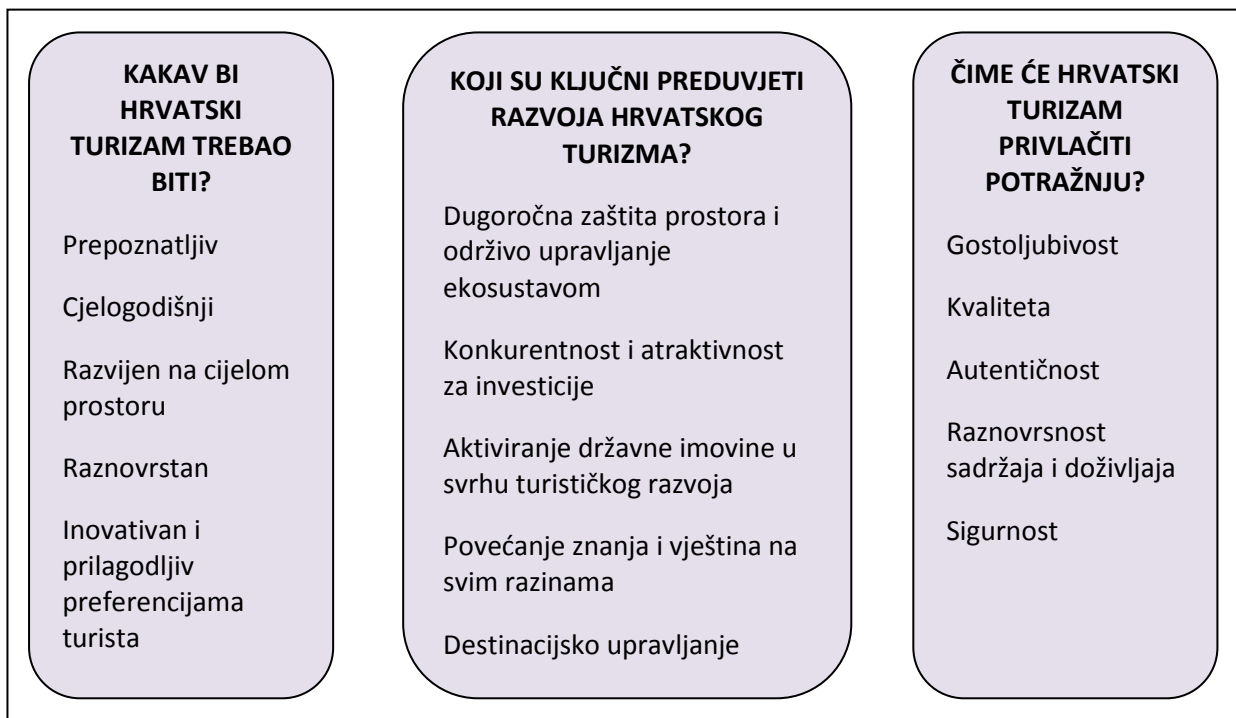 KAKAV BI
HRVATSKI
TURIZAM TREBAO
BITI?
Prepoznatljiv
Cjelogodišnji
Razvijen na cijelom
prostoru
Raznovrstan
Inovativan i
prilagodljiv
preferencijama
turista
KOJI SU KLJUČNI PREDUVJETI
RAZVOJA HRVATSKOG
TURIZMA?
Dugoročna zaštita prostora i
održivo upravljanje
ekosustavom
Konkurentnost i atraktivnost
za investicije
Aktiviranje državne imovine u
svrhu turističkog razvoja
Povećanje znanja i vještina na
svim razinama
Destinacijsko upravljanje
ČIME ĆE HRVATSKI
TURIZAM
PRIVLAČITI
POTRAŽNJU?
Gostoljubivost
Kvaliteta
Autentičnost
Raznovrsnost
sadržaja i doživljaja
Sigurnost